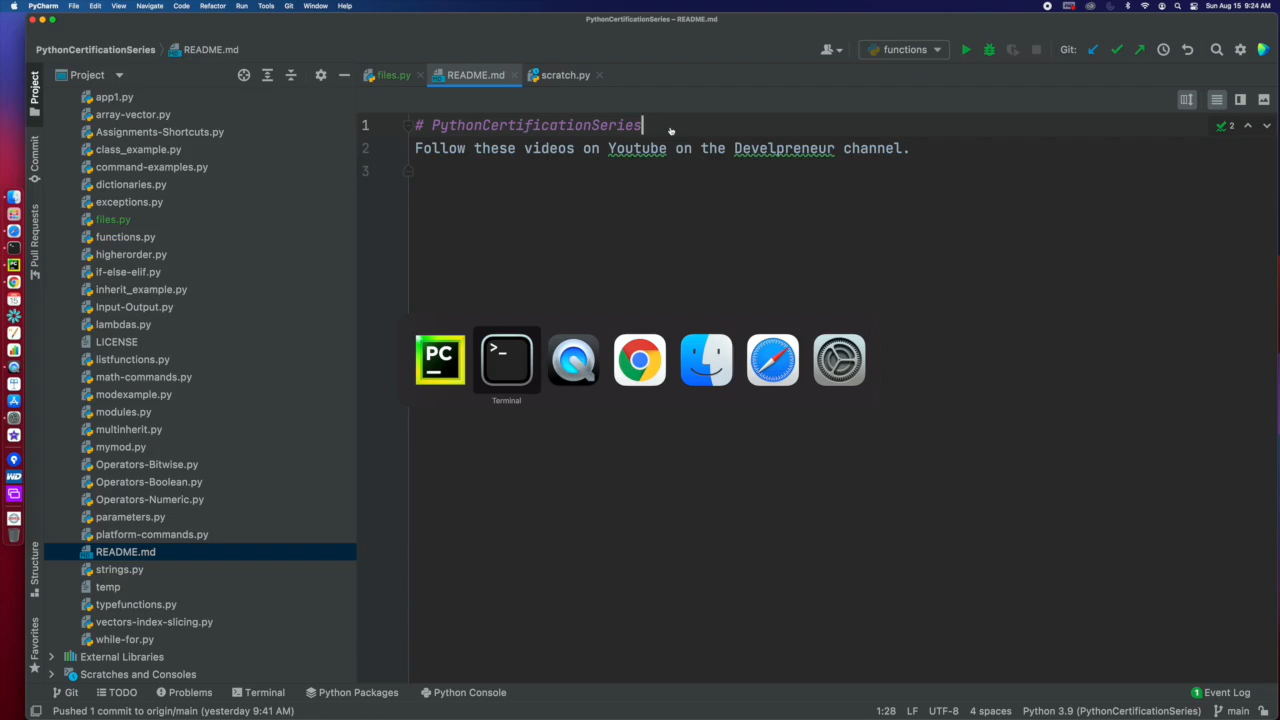 PyCharm File Edit View Navigate Code Refactor Run Tools Git Window Help Sun Aug 15 9:24 AM
PythonCertificationSeries – README.md
PythonCertificationSeries README.md functions Git:
Project
files.py README.md scratch.py
Project
Commit
Pull Requests
Structure
Favorites
app1.py
array-vector.py
Assignments-Shortcuts.py
class_example.py
command-examples.py
dictionaries.py
exceptions.py
files.py
functions.py
higherorder.py
if-else-elif.py
inherit_example.py
Input-Output.py
lambdas.py
LICENSE
listfunctions.py
math-commands.py
modexample.py
modules.py
multinherit.py
mymod.py
Operators-Bitwise.py
Operators-Boolean.py
Operators-Numeric.py
parameters.py
platform-commands.py
README.md
strings.py
temp
typefunctions.py
vectors-index-slicing.py
while-for.py
External Libraries
Scratches and Consoles
1 # PythonCertificationSeries
2 Follow these videos on Youtube on the Develpreneur channel.
3
2
PC >_
Terminal
Git TODO Problems Terminal Python Packages Python Console 1 Event Log
Pushed 1 commit to origin/main (yesterday 9:41 AM) 1:28 LF UTF-8 4 spaces Python 3.9 (PythonCertificationSeries) main